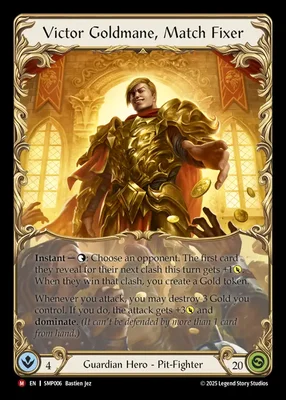 Victor Goldmane, Match Fixer
Instant — : Choose an opponent. The first card
they reveal for their next clash this turn gets +1 .
When they win that clash, you create a Gold token.
Whenever you attack, you may destroy 3 Gold you
control. If you do, the attack gets +3 and
dominate. (It can't be defended by more than 1 card
from hand.)
4
Guardian Hero - Pit-Fighter
20
M EN | SMP006 Bastien Jez
© 2025 Legend Story Studios